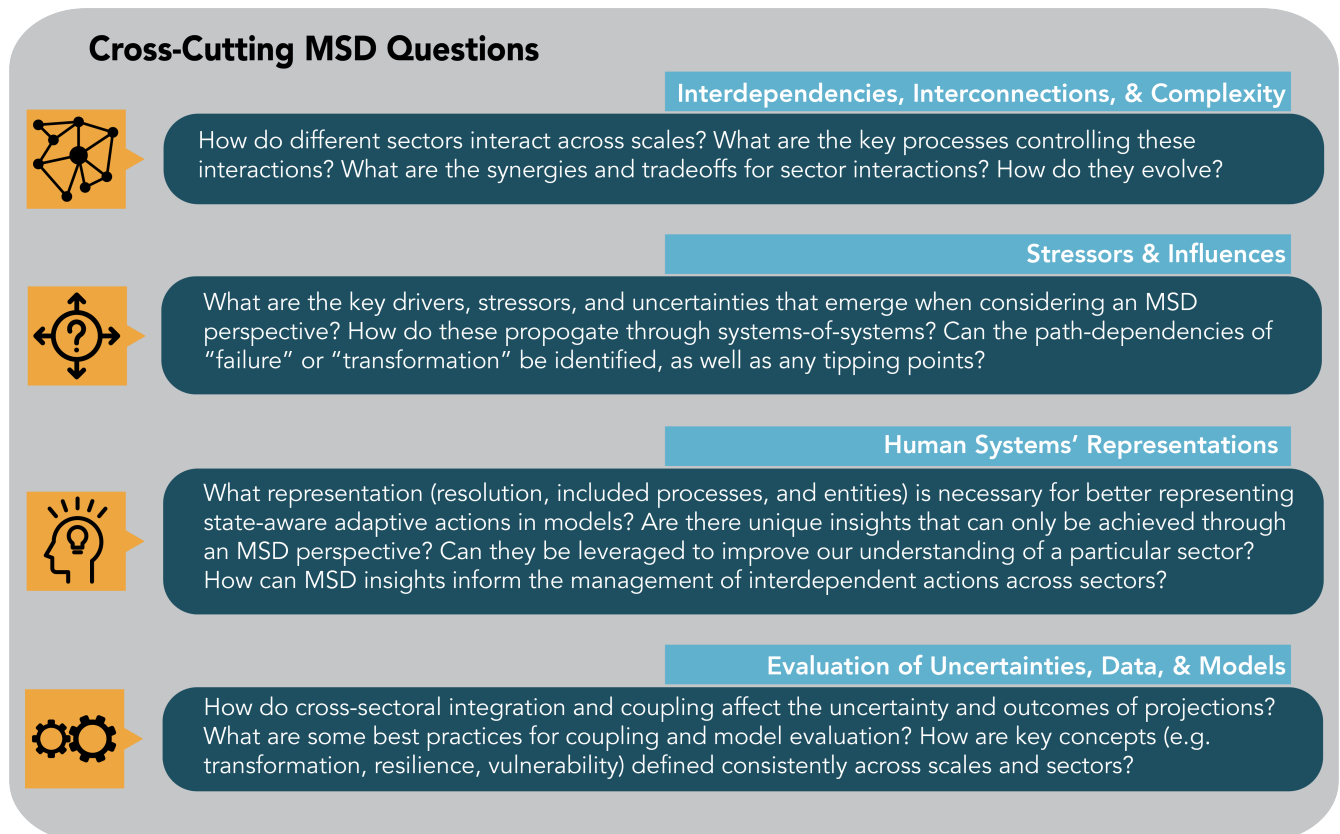 Cross-Cutting MSD Questions
Interdependencies, Interconnections, & Complexity
How do different sectors interact across scales? What are the key processes controlling these
interactions? What are the synergies and tradeoffs for sector interactions? How do they evolve?
Stressors & Influences
What are the key drivers, stressors, and uncertainties that emerge when considering an MSD
perspective? How do these propogate through systems-of-systems? Can the path-dependencies of
“failure” or “transformation” be identified, as well as any tipping points?
Human Systems’ Representations
What representation (resolution, included processes, and entities) is necessary for better representing
state-aware adaptive actions in models? Are there unique insights that can only be achieved through
an MSD perspective? Can they be leveraged to improve our understanding of a particular sector?
How can MSD insights inform the management of interdependent actions across sectors?
Evaluation of Uncertainties, Data, & Models
How do cross-sectoral integration and coupling affect the uncertainty and outcomes of projections?
What are some best practices for coupling and model evaluation? How are key concepts (e.g.
transformation, resilience, vulnerability) defined consistently across scales and sectors?